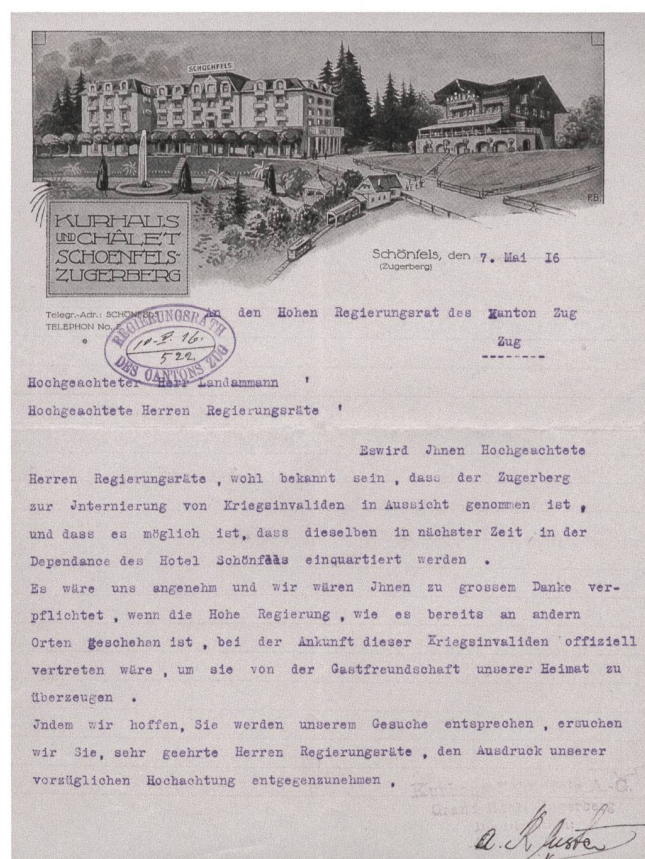 SCHOENFELS
F.B.
KURHAUS
UND CHÂLET
SCHOENFELS-
ZUGERBERG
Schönfels, den 7. Mai I6
(Zugerberg)
Telegr.-Adr.: SCHÖNFELS
TELEPHON No.
REGIERUNGSRATH
10. V. 16.
522
DES CANTONS ZUG
An den Hohen Regierungsrat des Kanton Zug
Zug
Hochgeachteter Herr Landammann '
Hochgeachtete Herren Regierungsräte '
Eswird Jhnen Hochgeachtete
Herren Regierungsräte , wohl bekannt sein , dass der Zugerberg
zur Jnternierung von Kriegsinvaliden in Aussicht genommen ist ,
und dass es möglich ist, dass dieselben in nächster Zeit in der
Dependance des Hotel Schönfels einquartiert werden .
Es wäre uns angenehm und wir wären Jhnen zu grossem Danke ver-
pflichtet , wenn die Hohe Regierung , wie es bereits an andern
Orten geschehen ist , bei der Ankunft dieser Kriegsinvaliden offiziell
vertreten wäre , um sie von der Gastfreundschaft unserer Heimat zu
überzeugen .
Jndem wir hoffen, Sie werden unserem Gesuche entsprechen , ersuchen
wir Sie, sehr geehrte Herren Regierungsräte , den Ausdruck unserer
vorzüglichen Hochachtung entgegenzunehmen .
A.-G.